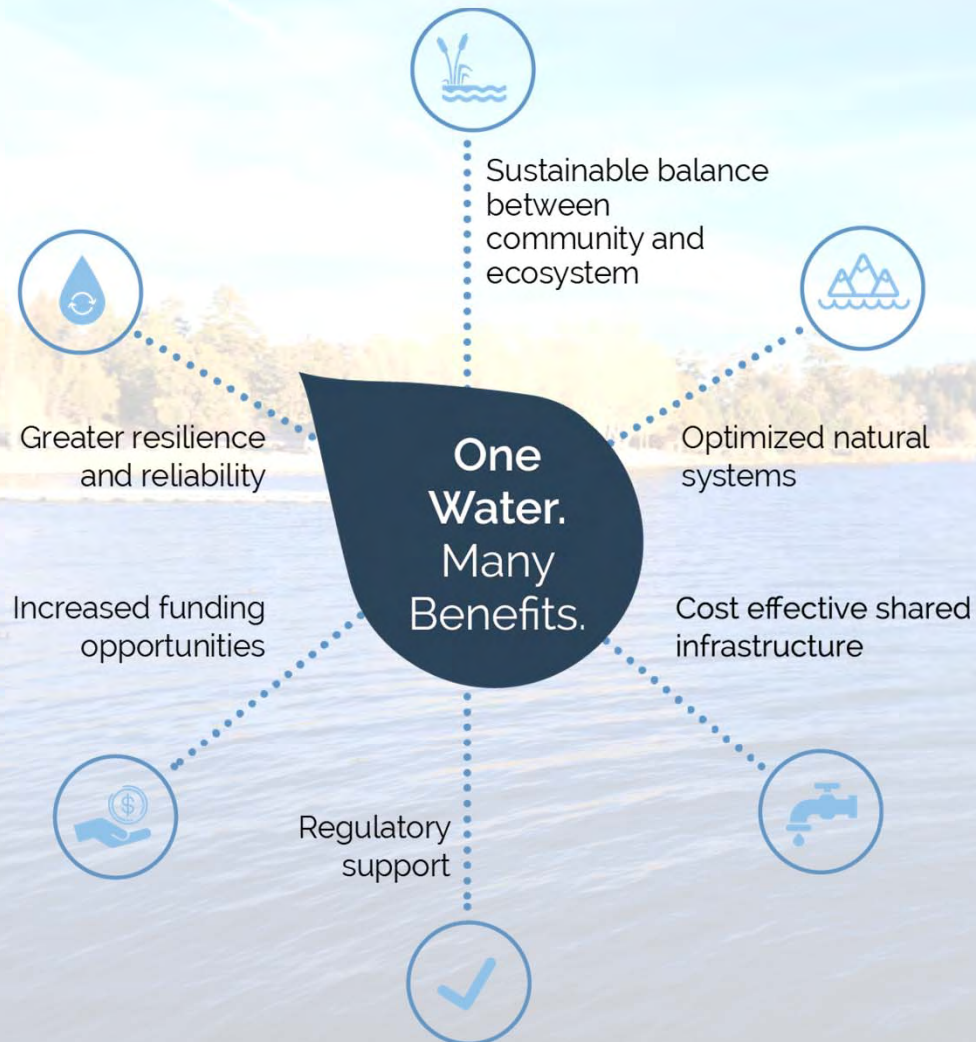 Sustainable balance
between
community and
ecosystem
Greater resilience
and reliability
Optimized natural
systems
One
Water.
Many
Benefits.
Increased funding
opportunities
Cost effective shared
infrastructure
$
Regulatory
support